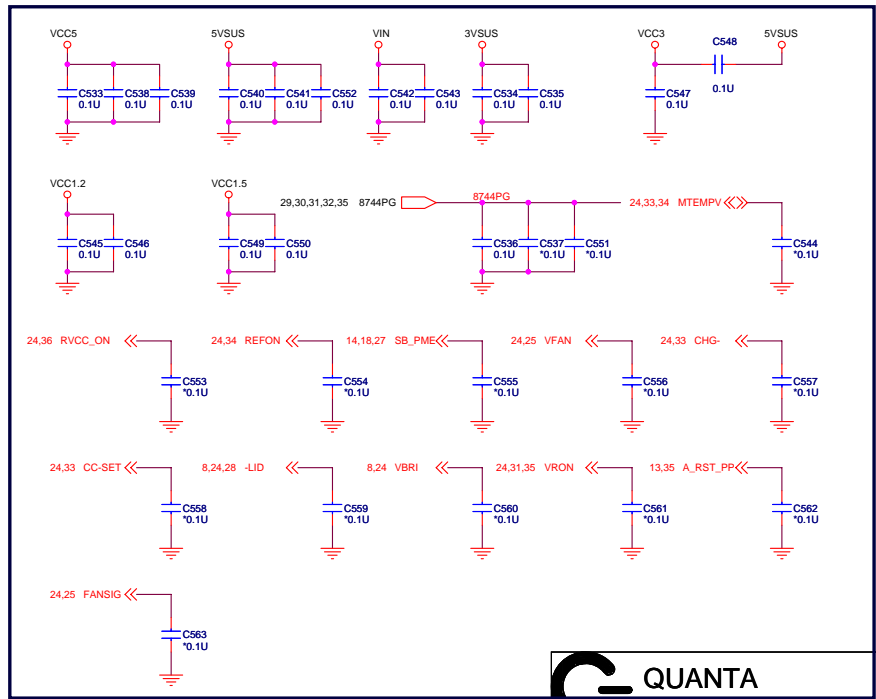 VCC5 5VSUS VIN 3VSUS VCC3 C548 5VSUS
0.1U
C533 C538 C539 C540 C541 C552 C542 C543 C534 C535 C547
0.1U 0.1U 0.1U 0.1U 0.1U 0.1U 0.1U 0.1U 0.1U 0.1U 0.1U
VCC1.2 VCC1.5
29,30,31,32,35 8744PG 8744PG 24,33,34 MTEMPV
C545 C546 C549 C550 C536 C537 C551 C544
0.1U 0.1U 0.1U 0.1U 0.1U *0.1U *0.1U *0.1U
24,36 RVCC_ON 24,34 REFON 14,18,27 SB_PME 24,25 VFAN 24,33 CHG-
C553 C554 C555 C556 C557
*0.1U *0.1U *0.1U *0.1U *0.1U
24,33 CC-SET 8,24,28 -LID 8,24 VBRI 24,31,35 VRON 13,35 A_RST_PP
C558 C559 C560 C561 C562
*0.1U *0.1U *0.1U *0.1U *0.1U
24,25 FANSIG
C563
*0.1U
QUANTA